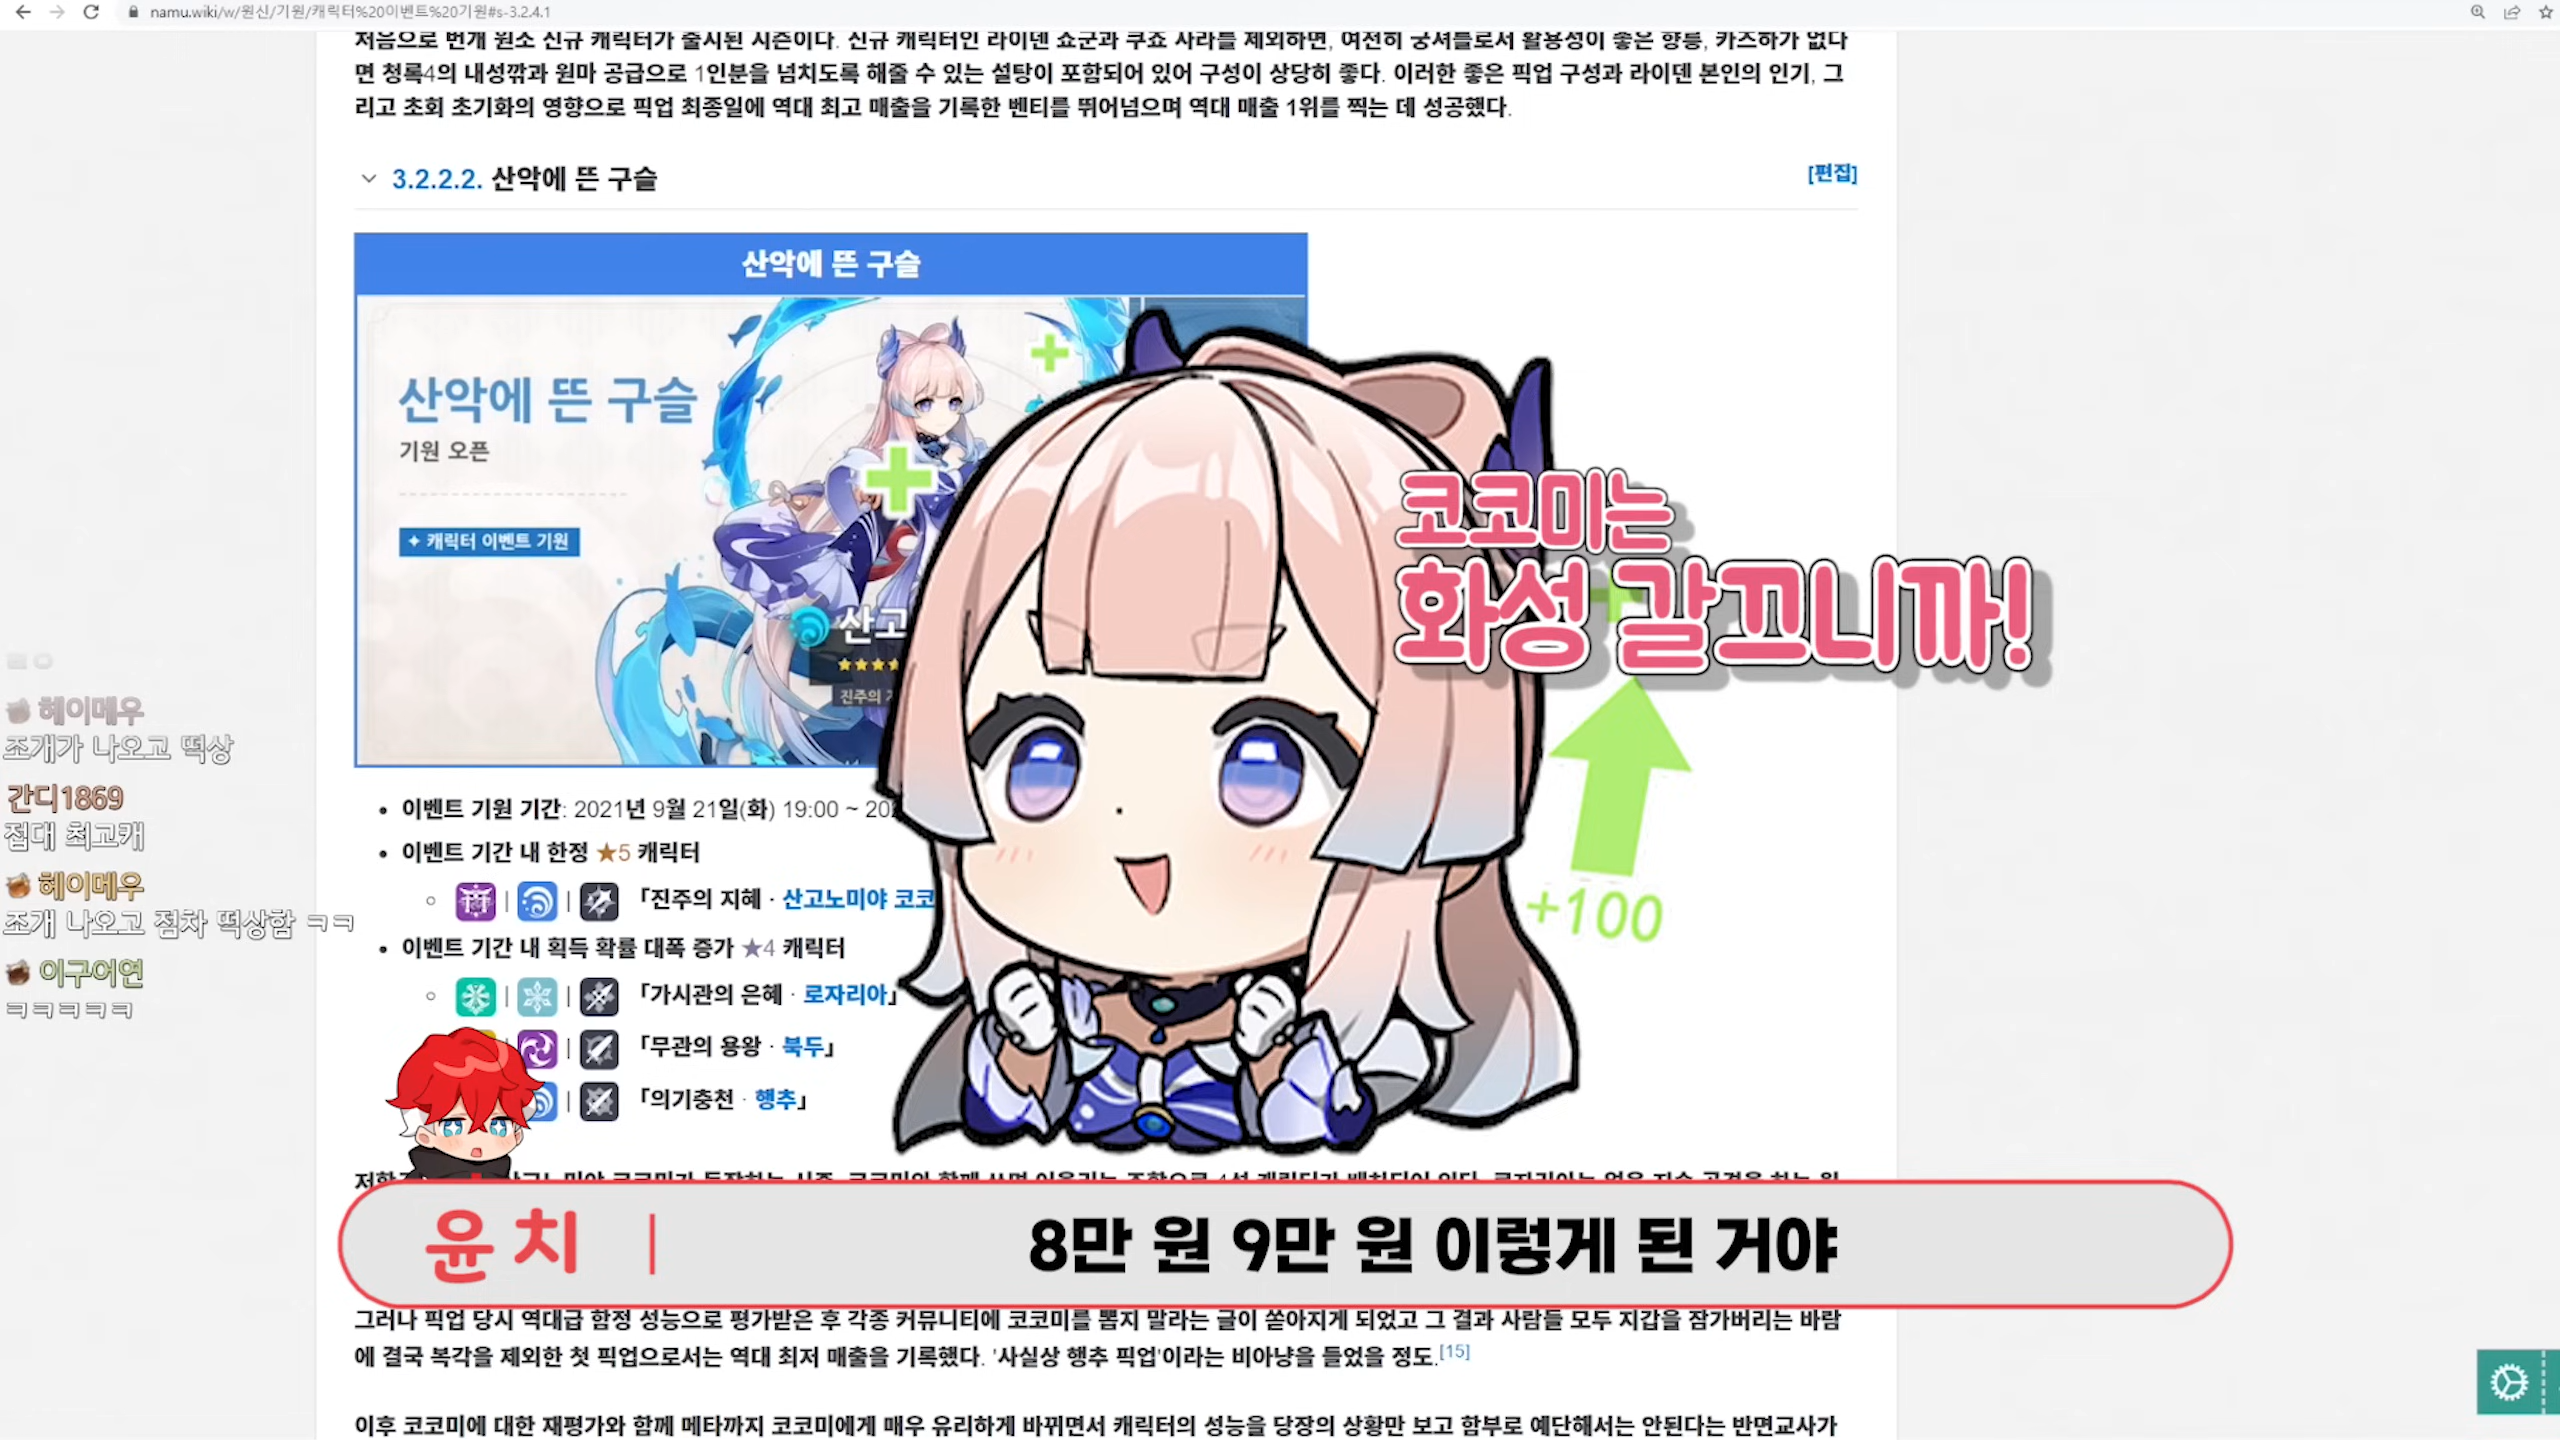 namu.wiki/w/원신/기원/캐릭터%20이벤트%20기원#s-3.2.4.1
처음으로 번개 원소 신규 캐릭터가 출시된 시즌이다. 신규 캐릭터인 라이덴 쇼군과 쿠죠 사라를 제외하면, 여전히 궁셔틀로서 활용성이 좋은 향릉, 카즈하가 없다
면 청록4의 내성깎과 원마 공급으로 1인분을 넘치도록 해줄 수 있는 설탕이 포함되어 있어 구성이 상당히 좋다. 이러한 좋은 픽업 구성과 라이덴 본인의 인기, 그
리고 초회 초기화의 영향으로 픽업 최종일에 역대 최고 매출을 기록한 벤티를 뛰어넘으며 역대 매출 1위를 찍는 데 성공했다.
3.2.2.2. 산악에 뜬 구슬
[편집]
산악에 뜬 구슬
산악에 뜬 구슬
기원 오픈
캐릭터 이벤트 기원
산고
진주의
코코미는
화성 갈끄니까!
+100
헤이메우
조개가 나오고 떡상
간디1869
접대 최고캐
헤이메우
조개 나오고 점차 떡상함 ㅋㅋ
이구어연
ㅋㅋㅋㅋㅋ
이벤트 기원 기간: 2021년 9월 21일(화) 19:00 ~ 202
이벤트 기간 내 한정 ★5 캐릭터
「진주의 지혜 · 산고노미야 코코
이벤트 기간 내 획득 확률 대폭 증가 ★4 캐릭터
「가시관의 은혜 · 로자리아」
「무관의 용왕 · 북두」
「의기충천 · 행추」
윤치 | 8만 원 9만 원 이렇게 된 거야
그러나 픽업 당시 역대급 함정 성능으로 평가받은 후 각종 커뮤니티에 코코미를 뽑지 말라는 글이 쏟아지게 되었고 그 결과 사람들 모두 지갑을 잠가버리는 바람
에 결국 복각을 제외한 첫 픽업으로서는 역대 최저 매출을 기록했다. '사실상 행추 픽업'이라는 비아냥을 들었을 정도.[15]
이후 코코미에 대한 재평가와 함께 메타까지 코코미에게 매우 유리하게 바뀌면서 캐릭터의 성능을 당장의 상황만 보고 함부로 예단해서는 안된다는 반면교사가